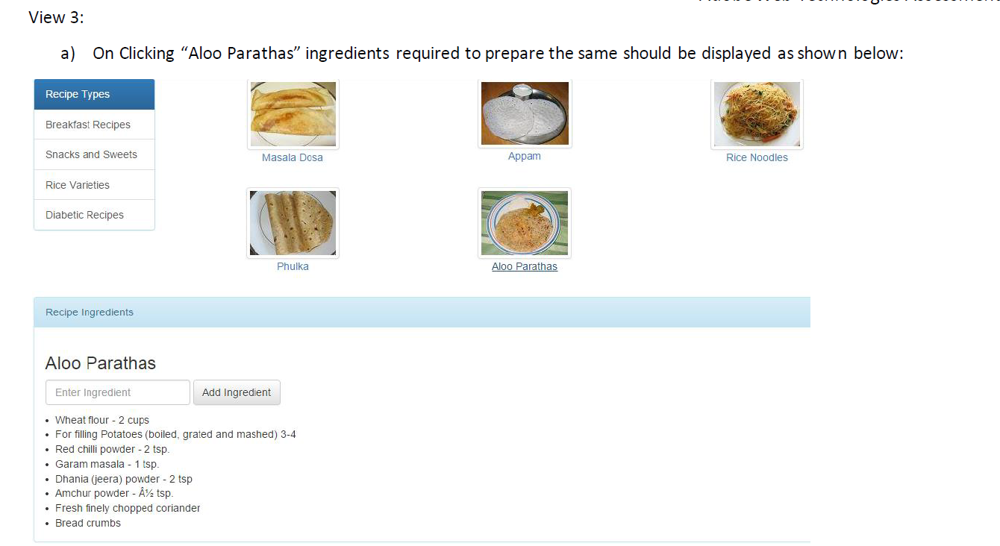 View 3:
a) On Clicking “Aloo Parathas” ingredients required to prepare the same should be displayed as shown below:
Recipe Types
Breakfast Recipes
Snacks and Sweets
Rice Varieties
Diabetic Recipes
Masala Dosa
Appam
Rice Noodles
Phulka
Aloo Parathas
Recipe Ingredients
Aloo Parathas
Enter Ingredient
Add Ingredient
• Wheat flour - 2 cups
• For filling Potatoes (boiled, grated and mashed) 3-4
• Red chilli powder - 2 tsp.
• Garam masala - 1 tsp.
• Dhania (jeera) powder - 2 tsp
• Amchur powder - Â½ tsp.
• Fresh finely chopped coriander
• Bread crumbs